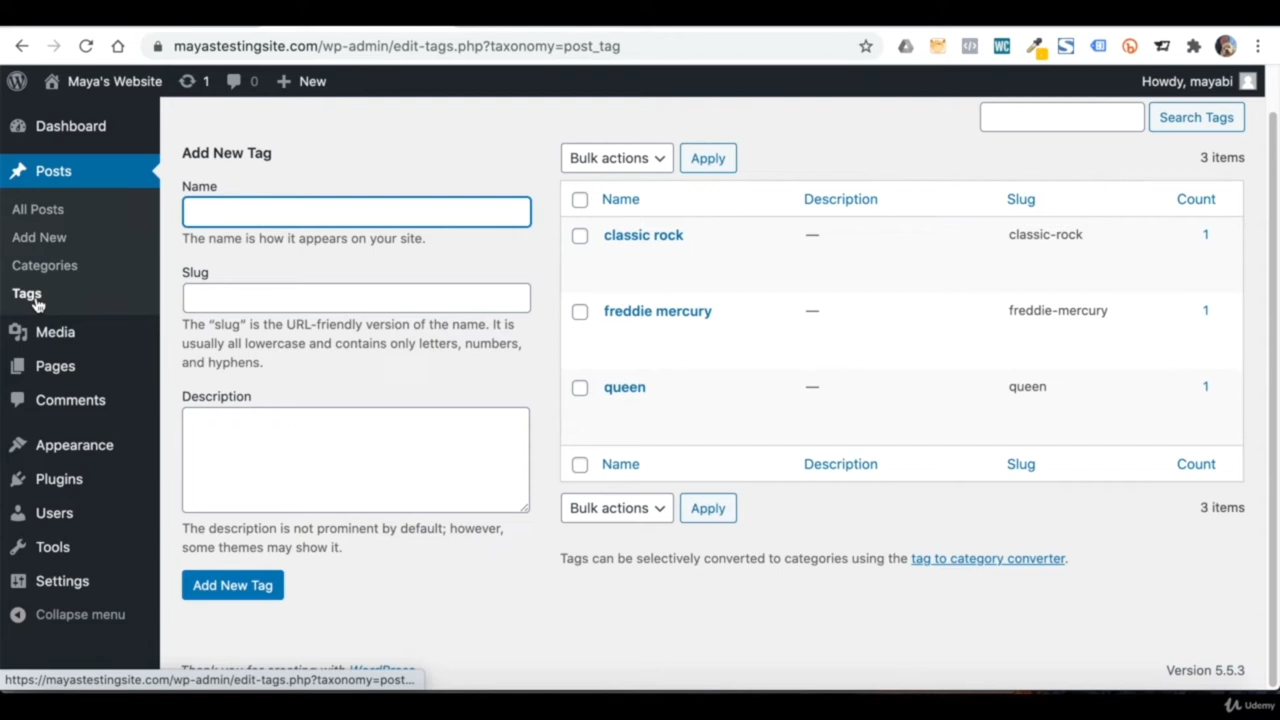 mayastestingsite.com/wp-admin/edit-tags.php?taxonomy=post_tag
Maya's Website 1 0 New Howdy, mayabi
Dashboard
Posts
All Posts
Add New
Categories
Tags
Media
Pages
Comments
Appearance
Plugins
Users
Tools
Settings
Collapse menu
Search Tags
Add New Tag
Name
The name is how it appears on your site.
Slug
The “slug” is the URL-friendly version of the name. It is
usually all lowercase and contains only letters, numbers,
and hyphens.
Description
The description is not prominent by default; however,
some themes may show it.
Add New Tag
Bulk actions Apply 3 items
Name Description Slug Count
classic rock — classic-rock 1
freddie mercury — freddie-mercury 1
queen — queen 1
Name Description Slug Count
Bulk actions Apply 3 items
Tags can be selectively converted to categories using the tag to category converter.
Thank you for creating with WordPress
Version 5.5.3
https://mayastestingsite.com/wp-admin/edit-tags.php?taxonomy=post...
WC
Udemy